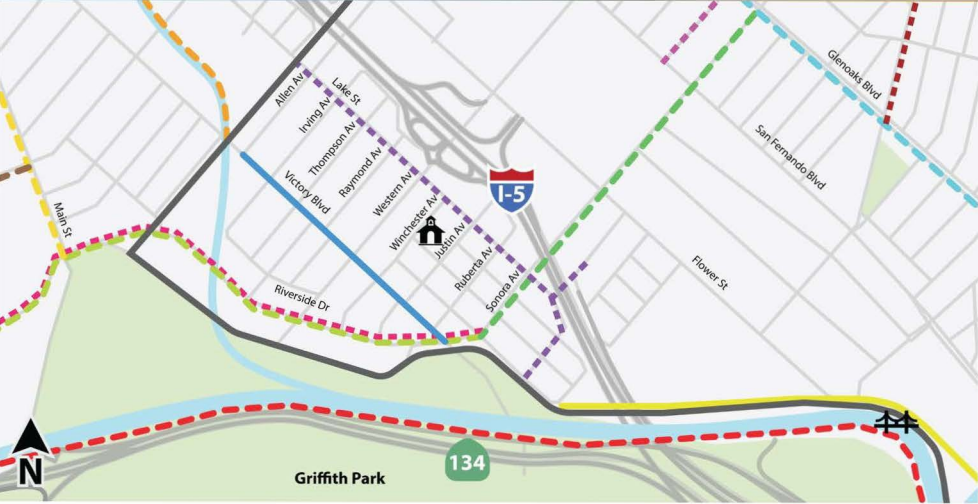 Glenoaks Blvd
Allen Av
Lake St
Irving Av
Thompson Av
San Fernando Blvd
Raymond Av
I-5
Western Av
Victory Blvd
Winchester Av
Main St
Justin Av
Ruberta Av
Flower St
Sonora Av
Riverside Dr
134
N
Griffith Park